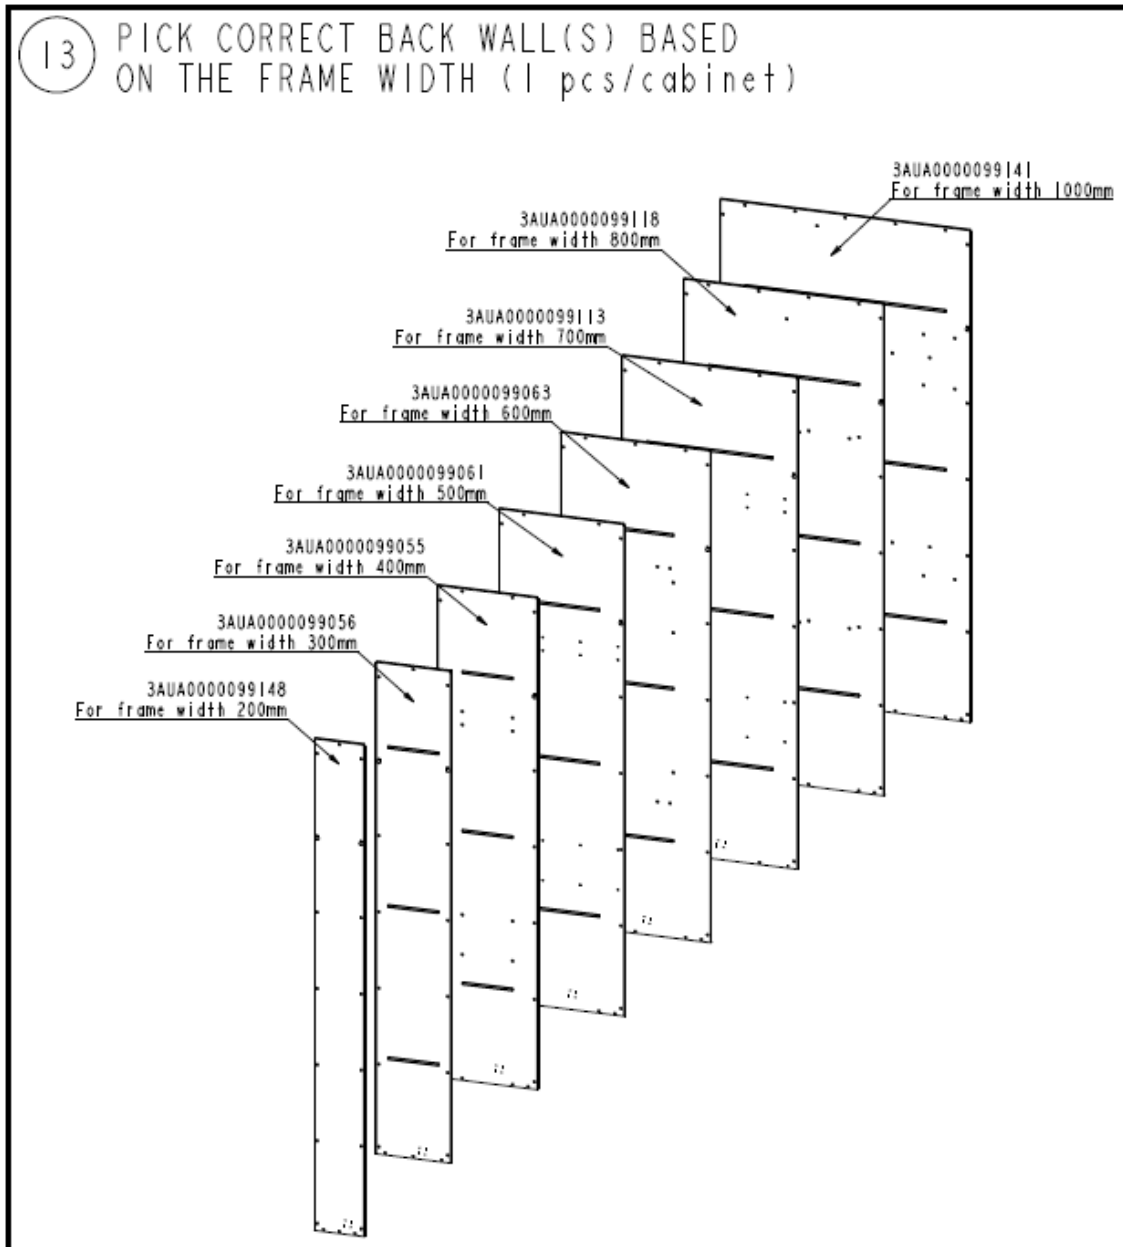 13
PICK CORRECT BACK WALL(S) BASED
ON THE FRAME WIDTH (1 pcs/cabinet)
3AUA0000099141
For frame width 1000mm
3AUA0000099118
For frame width 800mm
3AUA0000099113
For frame width 700mm
3AUA0000099063
For frame width 600mm
3AUA0000099061
For frame width 500mm
3AUA0000099055
For frame width 400mm
3AUA0000099056
For frame width 300mm
3AUA0000099148
For frame width 200mm